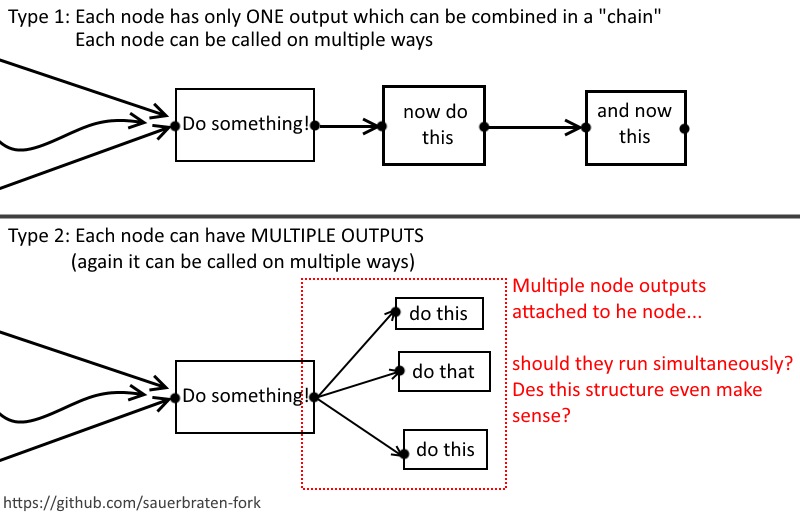 Type 1: Each node has only ONE output which can be combined in a "chain"
Each node can be called on multiple ways
Do something!
now do
this
and now
this
Type 2: Each node can have MULTIPLE OUTPUTS
(again it can be called on multiple ways)
Multiple node outputs
attached to he node...
do this
should they run simultaneously?
Des this structure even make
sense?
do that
Do something!
do this
https://github.com/sauerbraten-fork